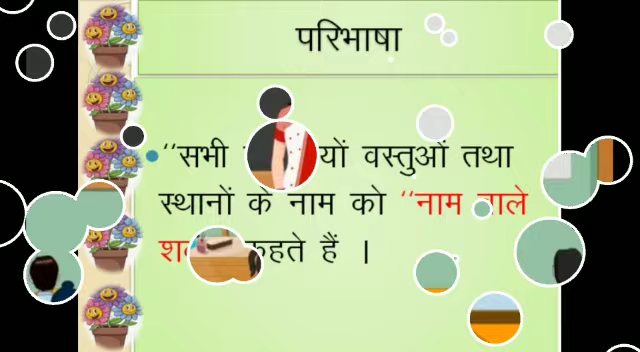 परिभाषा
“सभी यों वस्तुओं तथा
स्थानों के नाम को “नाम वाले
कहते हैं ।